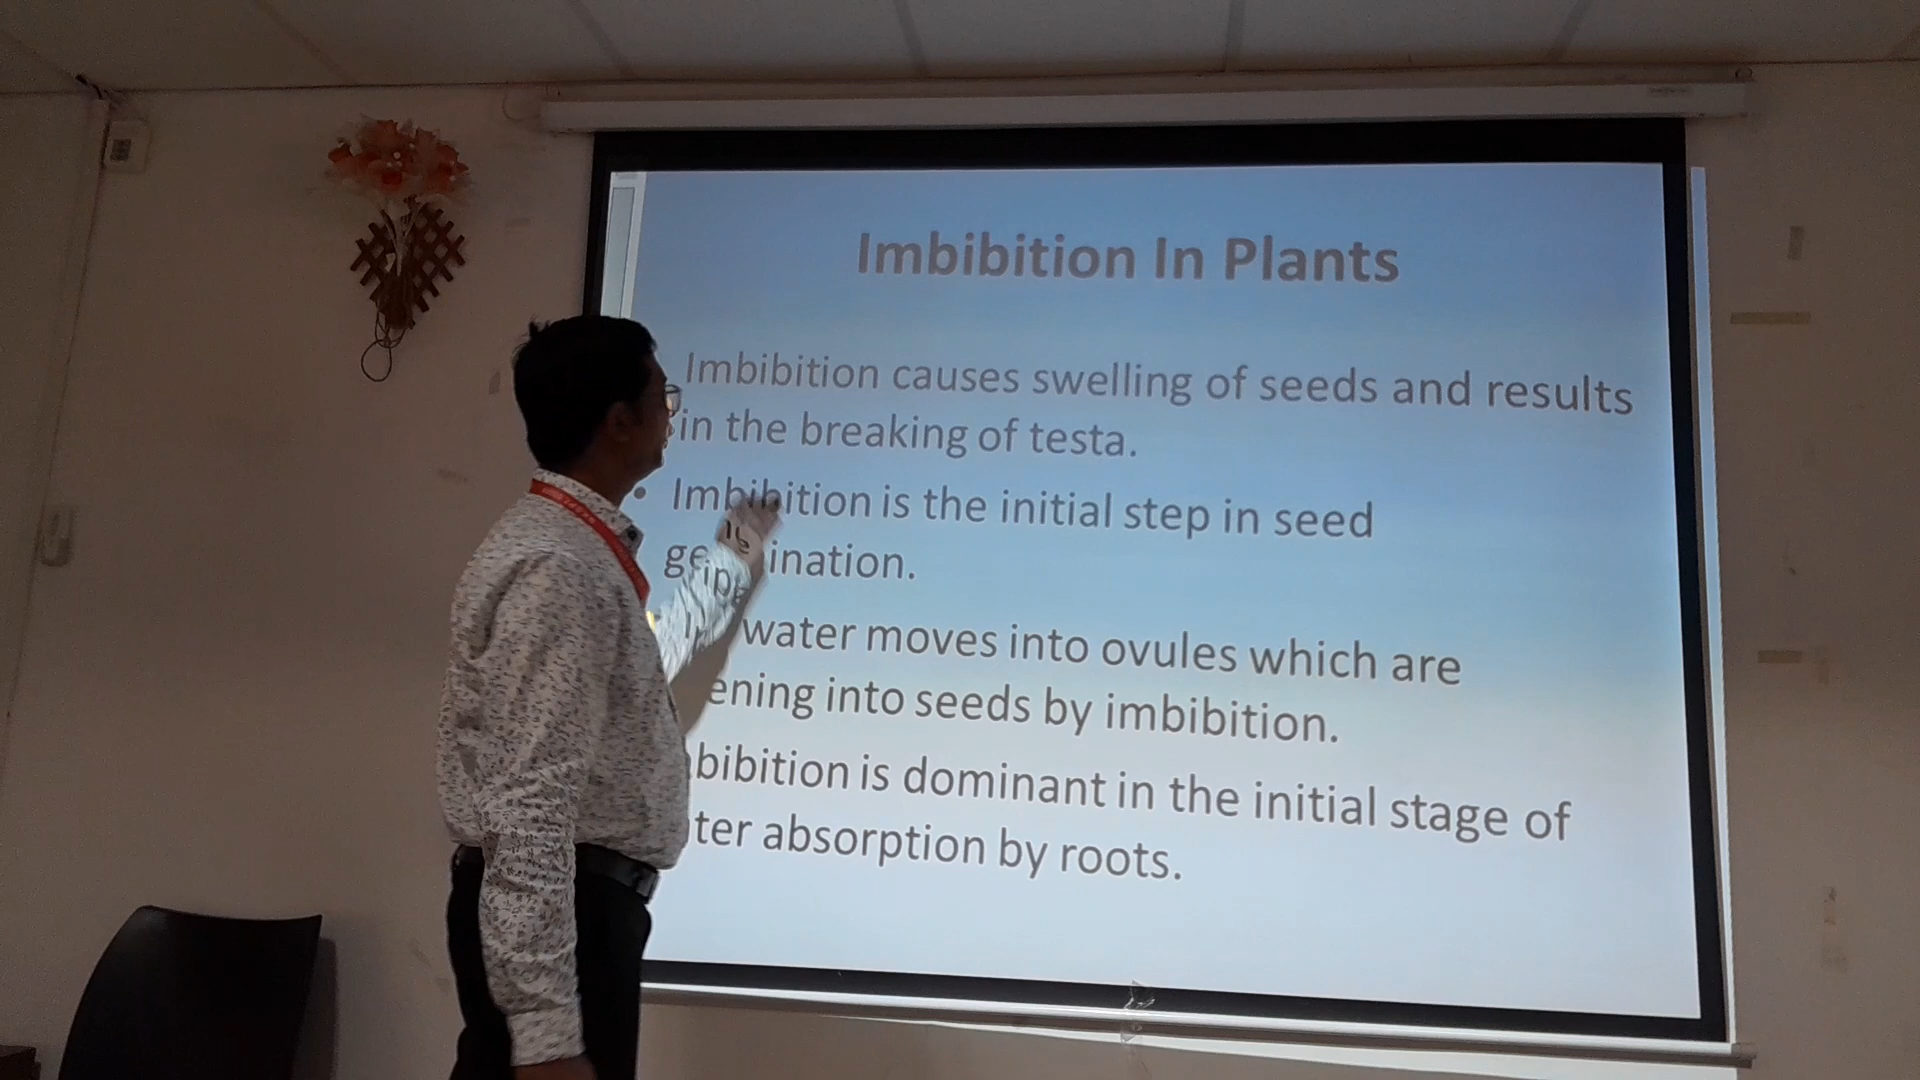 Imbibition In Plants
Imbibition causes swelling of seeds and results
in the breaking of testa.
• Imbibition is the initial step in seed
ination.
water moves into ovules which are
ening into seeds by imbibition.
bibition is dominant in the initial stage of
ter absorption by roots.